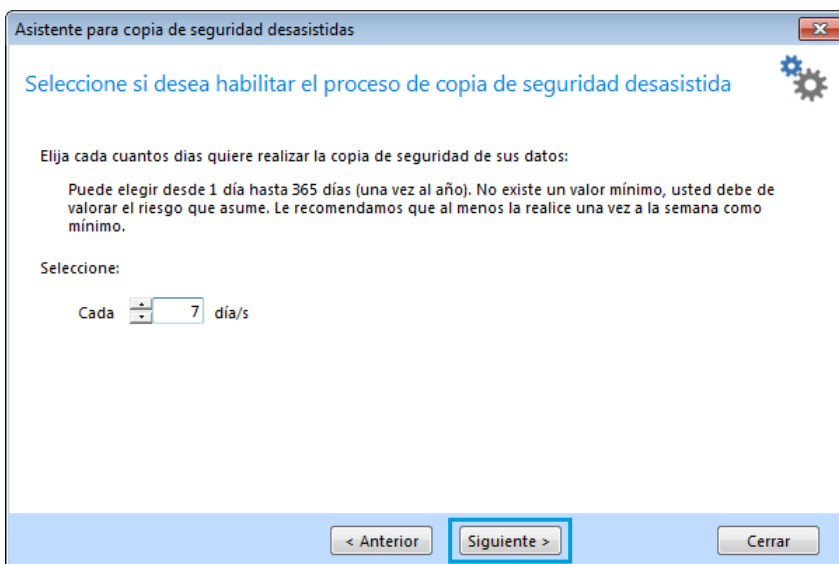 Asistente para copia de seguridad desasistidas
Seleccione si desea habilitar el proceso de copia de seguridad desasistida
Elija cada cuantos dias quiere realizar la copia de seguridad de sus datos:
Puede elegir desde 1 día hasta 365 días (una vez al año). No existe un valor mínimo, usted debe de
valorar el riesgo que asume. Le recomendamos que al menos la realice una vez a la semana como
mínimo.
Seleccione:
Cada 7 día/s
< Anterior Siguiente > Cerrar